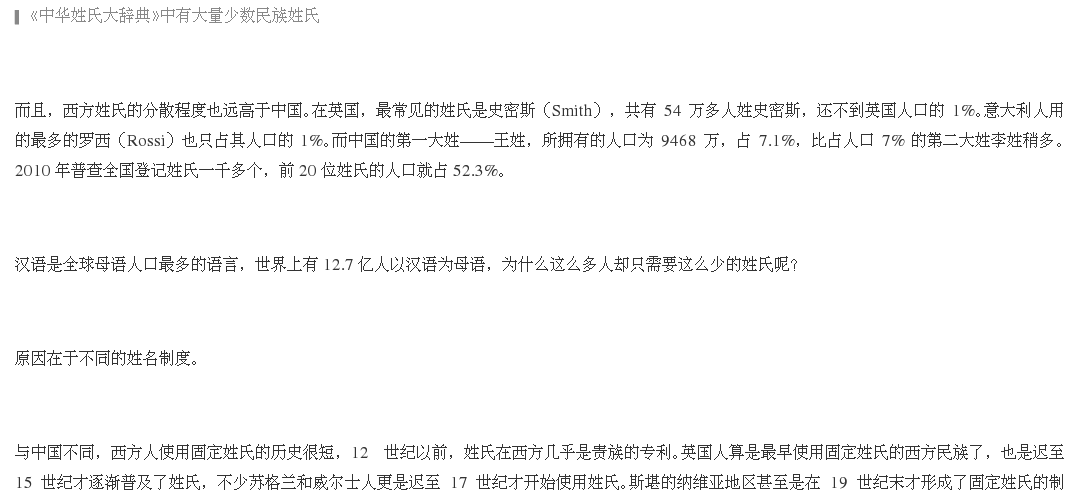 《中华姓氏大辞典》中有大量少数民族姓氏
而且，西方姓氏的分散程度也远高于中国。在英国，最常见的姓氏是史密斯（Smith），共有 54 万多人姓史密斯，还不到英国人口的 1%。意大利人用
的最多的罗西（Rossi）也只占其人口的 1%。而中国的第一大姓——王姓，所拥有的人口为 9468 万，占 7.1%，比占人口 7% 的第二大姓李姓稍多。
2010 年普查全国登记姓氏一千多个，前 20 位姓氏的人口就占 52.3%。
汉语是全球母语人口最多的语言，世界上有 12.7 亿人以汉语为母语，为什么这么多人却只需要这么少的姓氏呢？
原因在于不同的姓名制度。
与中国不同，西方人使用固定姓氏的历史很短，12 世纪以前，姓氏在西方几乎是贵族的专利。英国人算是最早使用固定姓氏的西方民族了，也是迟至
15 世纪才逐渐普及了姓氏，不少苏格兰和威尔士人更是迟至 17 世纪才开始使用姓氏。斯堪的纳维亚地区甚至是在 19 世纪末才形成了固定姓氏的制